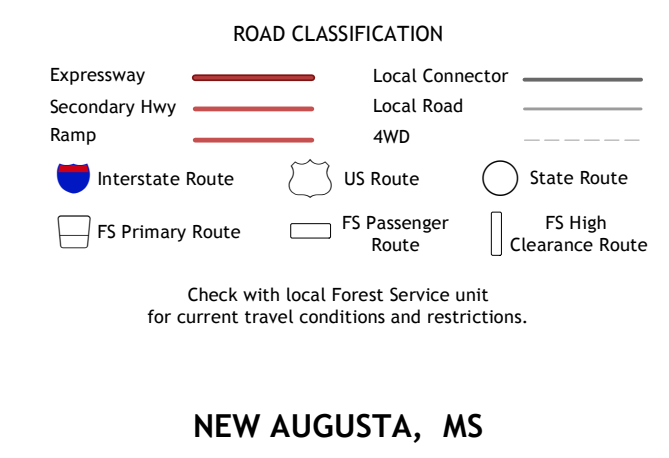 ROAD CLASSIFICATION
Expressway
Local Connector
Secondary Hwy
Local Road
Ramp
4WD
Interstate Route
US Route
State Route
FS Primary Route
FS Passenger
Route
FS High
Clearance Route
Check with local Forest Service unit
for current travel conditions and restrictions.
NEW AUGUSTA, MS